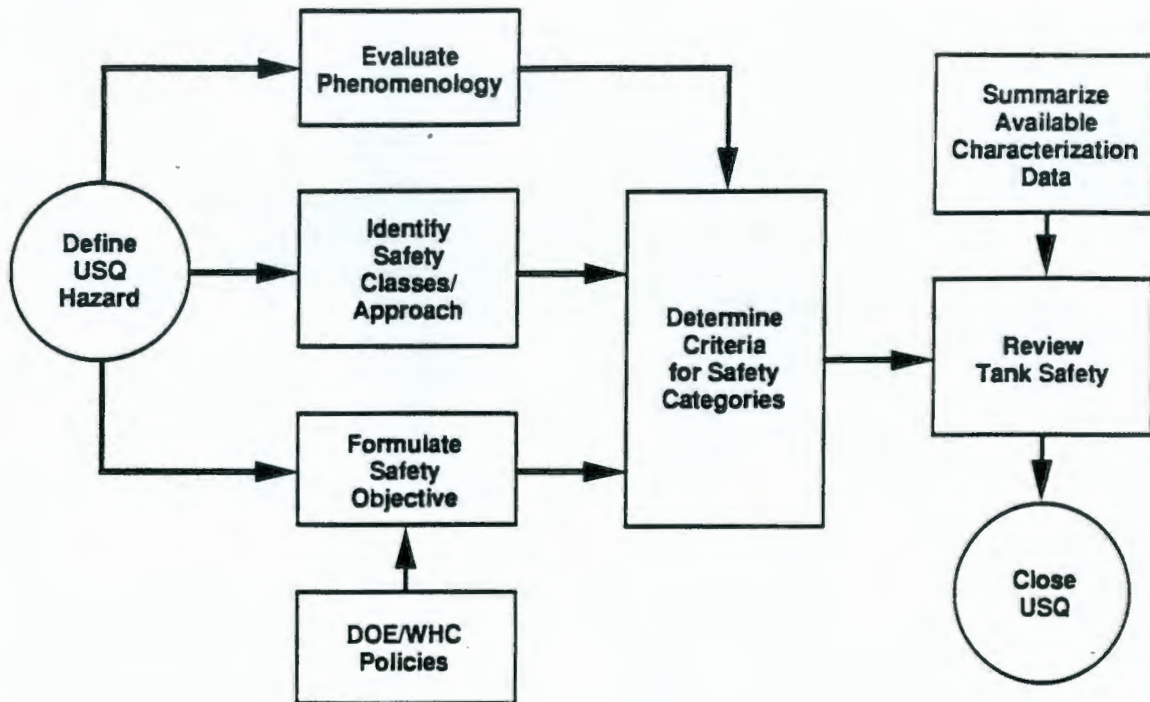 Evaluate
Phenomenology
Summarize
Available
Characterization
Data
Define
USQ
Hazard
Identify
Safety
Classes/
Approach
Determine
Criteria
for Safety
Categories
Review
Tank Safety
Formulate
Safety
Objective
DOE/WHC
Policies
Close
USQ